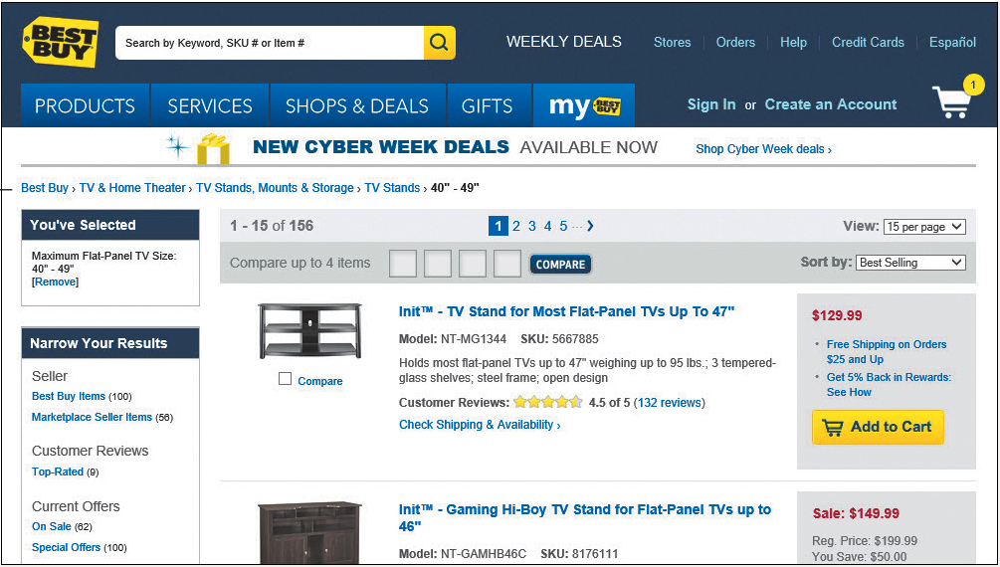 BEST
BUY
Search by Keyword, SKU # or Item #
WEEKLY DEALS
Stores
Orders
Help
Credit Cards
Español
PRODUCTS
SERVICES
SHOPS & DEALS
GIFTS
my BEST BUY
Sign In or Create an Account
1
NEW CYBER WEEK DEALS AVAILABLE NOW
Shop Cyber Week deals ›
Best Buy › TV & Home Theater › TV Stands, Mounts & Storage › TV Stands › 40" - 49"
You've Selected
Maximum Flat-Panel TV Size:
40" - 49"
[Remove]
Narrow Your Results
Seller
Best Buy Items (100)
Marketplace Seller Items (56)
Customer Reviews
Top-Rated (9)
Current Offers
On Sale (62)
Special Offers (100)
1 - 15 of 156
1 2 3 4 5 ... ›
View: 15 per page
Compare up to 4 items
COMPARE
Sort by: Best Selling
Compare
Init™ - TV Stand for Most Flat-Panel TVs Up To 47"
Model: NT-MG1344 SKU: 5667885
Holds most flat-panel TVs up to 47" weighing up to 95 lbs.; 3 tempered-
glass shelves; steel frame; open design
Customer Reviews: 4.5 of 5 (132 reviews)
Check Shipping & Availability ›
$129.99
• Free Shipping on Orders
$25 and Up
• Get 5% Back in Rewards:
See How
Add to Cart
Init™ - Gaming Hi-Boy TV Stand for Flat-Panel TVs up to
46"
Model: NT-GAMHB46C SKU: 8176111
Sale: $149.99
Reg. Price: $199.99
You Save: $50.00